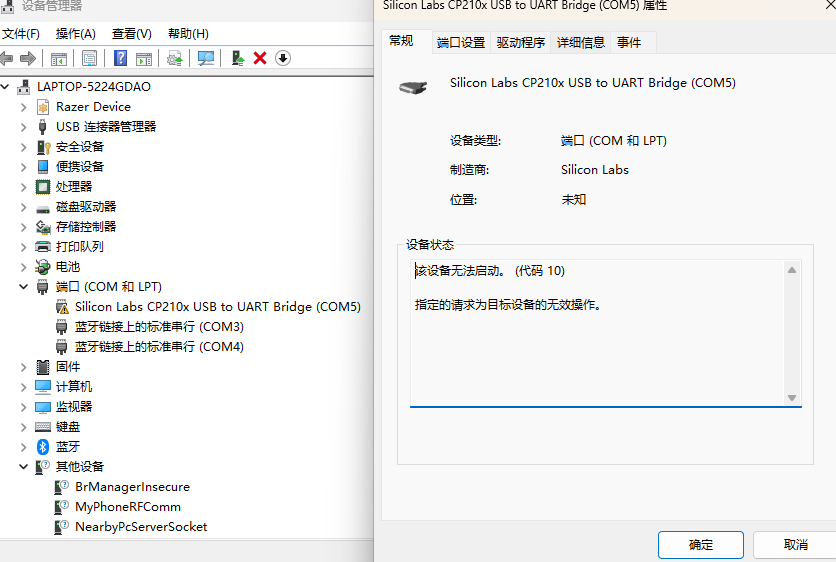 设备管理器
文件(F) 操作(A) 查看(V) 帮助(H)
LAPTOP-5224GDAO
Razer Device
USB 连接器管理器
安全设备
便携设备
处理器
磁盘驱动器
存储控制器
打印队列
电池
端口 (COM 和 LPT)
Silicon Labs CP210x USB to UART Bridge (COM5)
蓝牙链接上的标准串行 (COM3)
蓝牙链接上的标准串行 (COM4)
固件
计算机
监视器
键盘
蓝牙
其他设备
BrManagerInsecure
MyPhoneRFComm
NearbyPcServerSocket
Silicon Labs CP210x USB to UART Bridge (COM5) 属性
常规 端口设置 驱动程序 详细信息 事件
Silicon Labs CP210x USB to UART Bridge (COM5)
设备类型: 端口 (COM 和 LPT)
制造商: Silicon Labs
位置: 未知
设备状态
该设备无法启动。 (代码 10)
指定的请求为目标设备的无效操作。
确定 取消